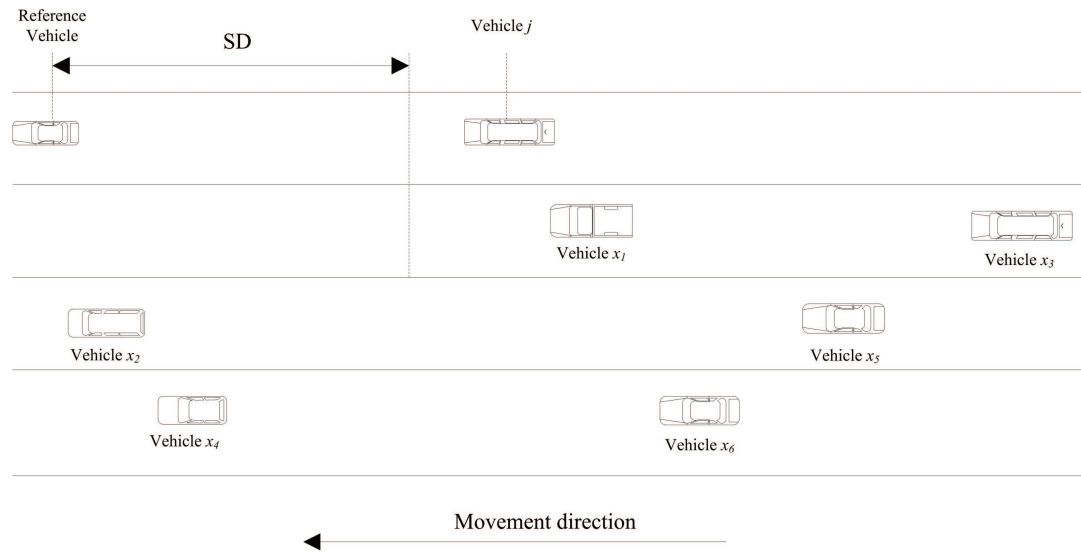 Reference
Vehicle
SD
Vehicle j
Vehicle x1
Vehicle x3
Vehicle x2
Vehicle x5
Vehicle x4
Vehicle x6
Movement direction